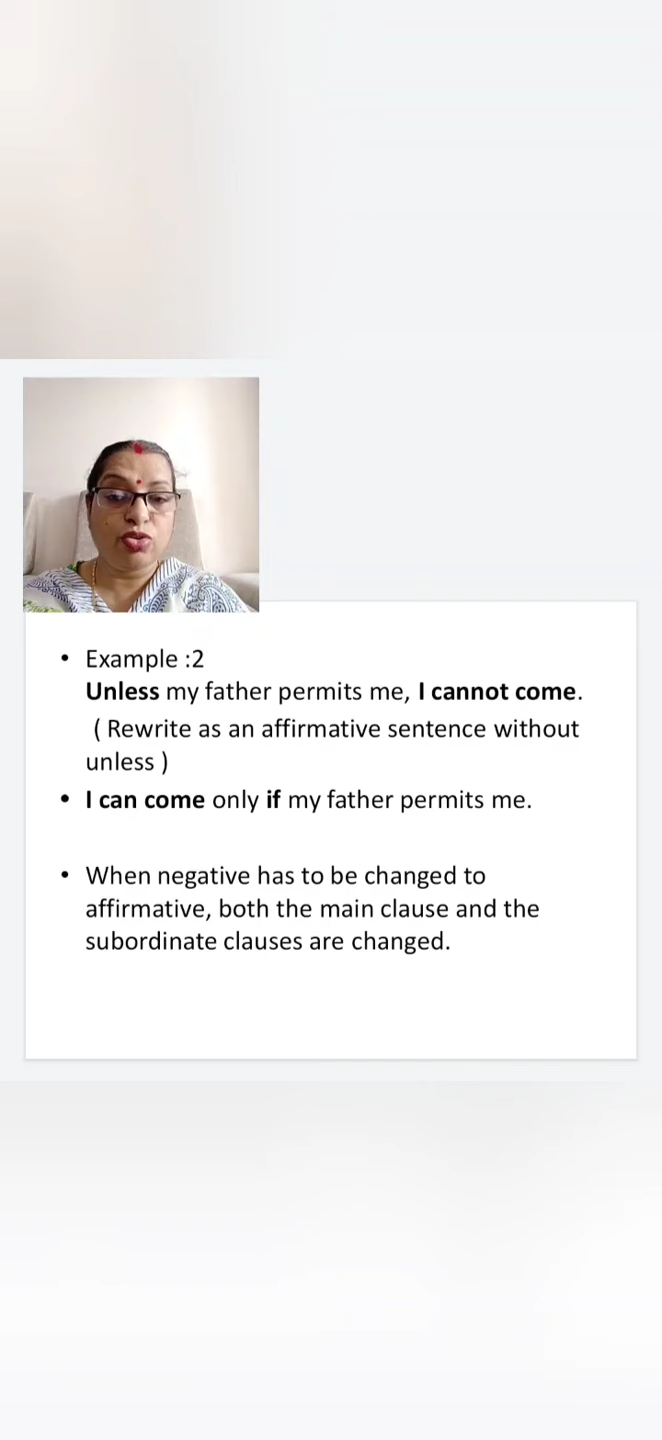 • Example :2
Unless my father permits me, I cannot come.
( Rewrite as an affirmative sentence without
unless )
• I can come only if my father permits me.
• When negative has to be changed to
affirmative, both the main clause and the
subordinate clauses are changed.